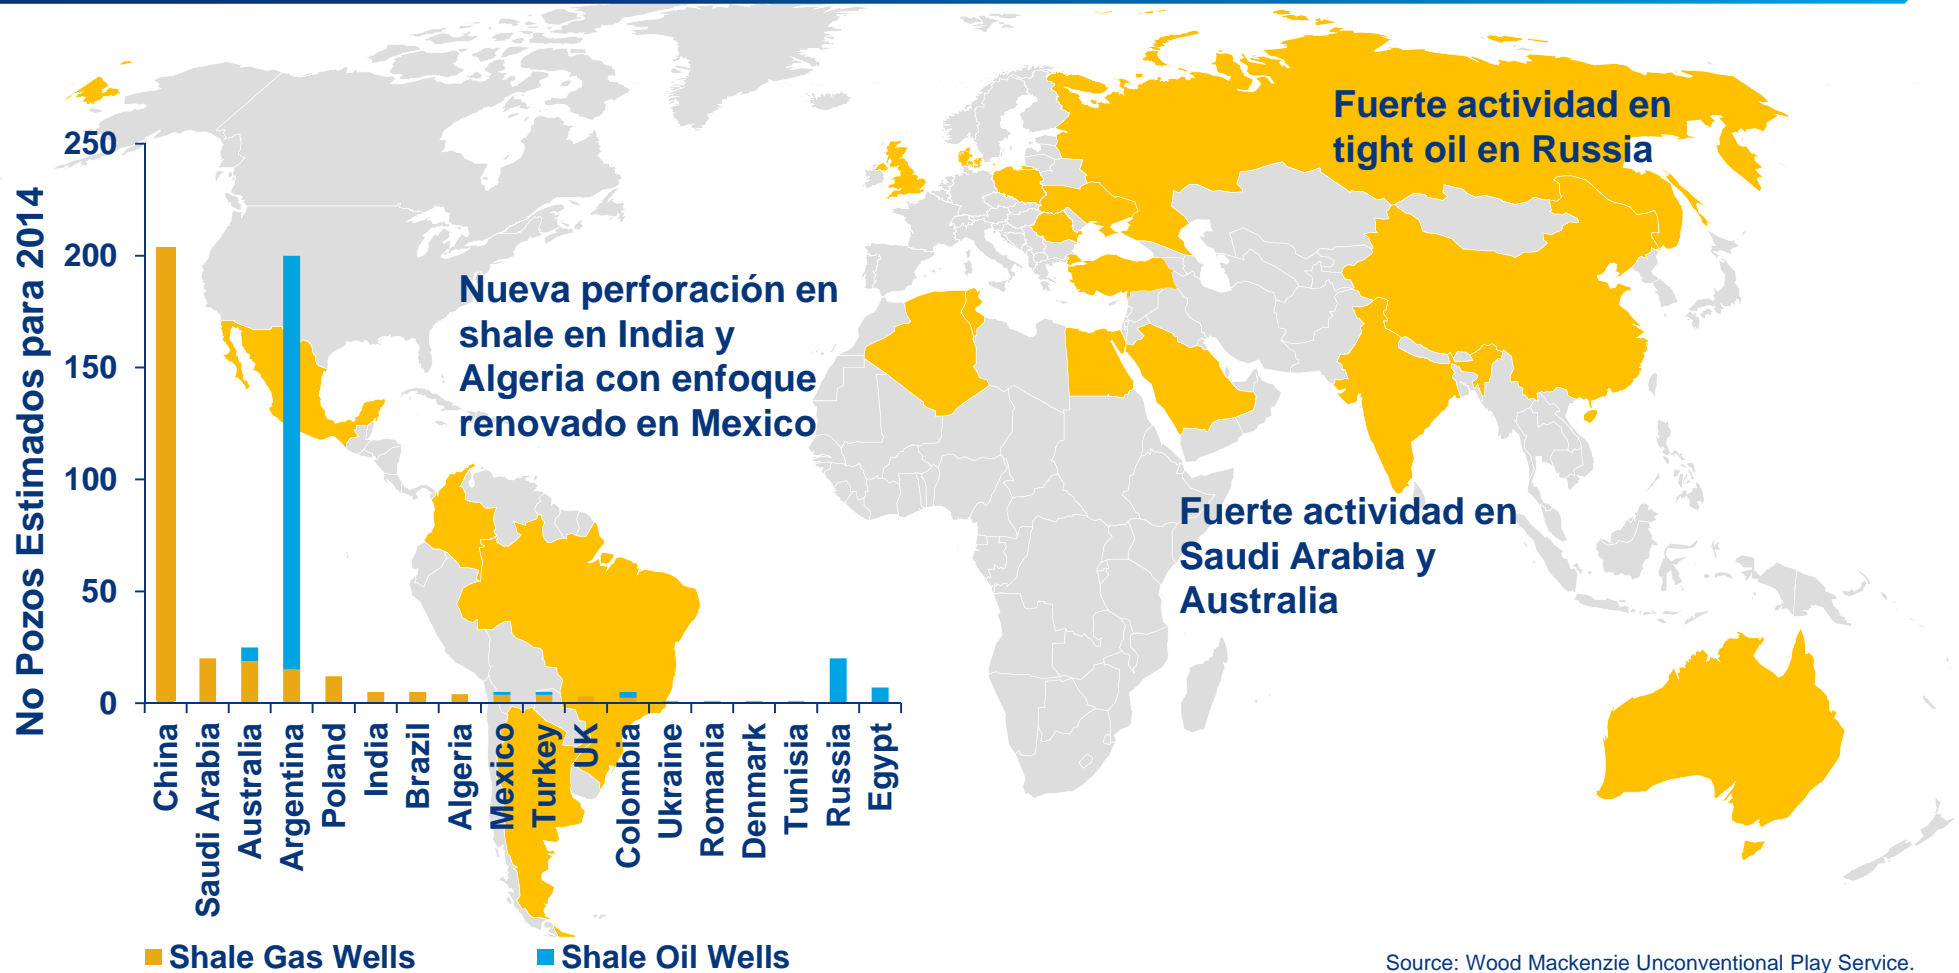 Fuerte actividad en
tight oil en Russia
Nueva perforación en
shale en India y
Algeria con enfoque
renovado en Mexico
Fuerte actividad en
Saudi Arabia y
Australia
No Pozos Estimados para 2014
250
200
150
100
50
0
China
Saudi Arabia
Australia
Argentina
Poland
India
Brazil
Algeria
Mexico
Turkey
UK
Colombia
Ukraine
Romania
Denmark
Tunisia
Russia
Egypt
Shale Gas Wells
Shale Oil Wells
Source: Wood Mackenzie Unconventional Play Service.